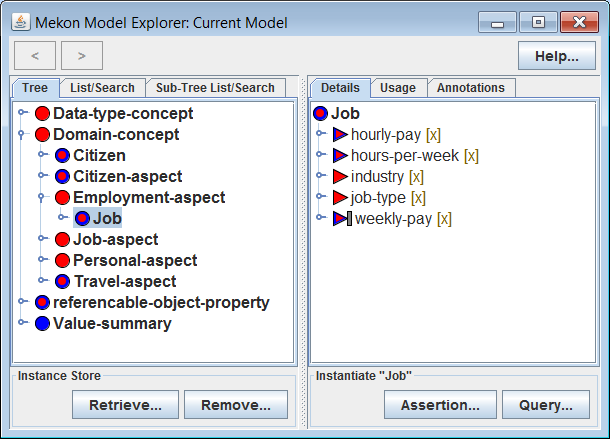 Mekon Model Explorer: Current Model
< > Help...
Tree List/Search Sub-Tree List/Search
Data-type-concept
Domain-concept
Citizen
Citizen-aspect
Employment-aspect
Job
Job-aspect
Personal-aspect
Travel-aspect
referencable-object-property
Value-summary
Instance Store
Retrieve... Remove...
Details Usage Annotations
Job
hourly-pay [x]
hours-per-week [x]
industry [x]
job-type [x]
weekly-pay [x]
Instantiate "Job"
Assertion... Query...